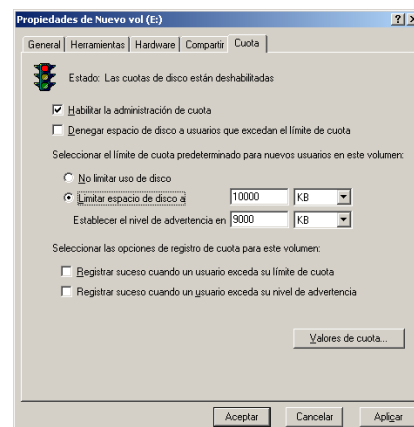 Propiedades de Nuevo vol (E:)
General Herramientas Hardware Compartir Cuota
Estado: Las cuotas de disco están deshabilitadas
Habilitar la administración de cuota
Denegar espacio de disco a usuarios que excedan el límite de cuota
Seleccionar el límite de cuota predeterminado para nuevos usuarios en este volumen:
No limitar uso de disco
Limitar espacio de disco a 10000 KB
Establecer el nivel de advertencia en 9000 KB
Seleccionar las opciones de registro de cuota para este volumen:
Registrar suceso cuando un usuario exceda su límite de cuota
Registrar suceso cuando un usuario exceda su nivel de advertencia
Valores de cuota...
Aceptar Cancelar Aplicar